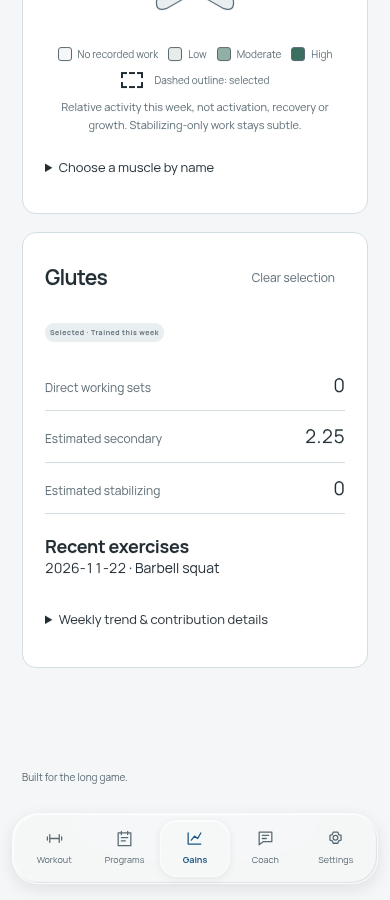 No recorded work Low Moderate High
Dashed outline: selected
Relative activity this week, not activation, recovery or
growth. Stabilizing-only work stays subtle.
Choose a muscle by name
Glutes Clear selection
Selected · Trained this week
Direct working sets 0
Estimated secondary 2.25
Estimated stabilizing 0
Recent exercises
2026-11-22 · Barbell squat
Weekly trend & contribution details
Built for the long game.
Workout Programs Gains Coach Settings